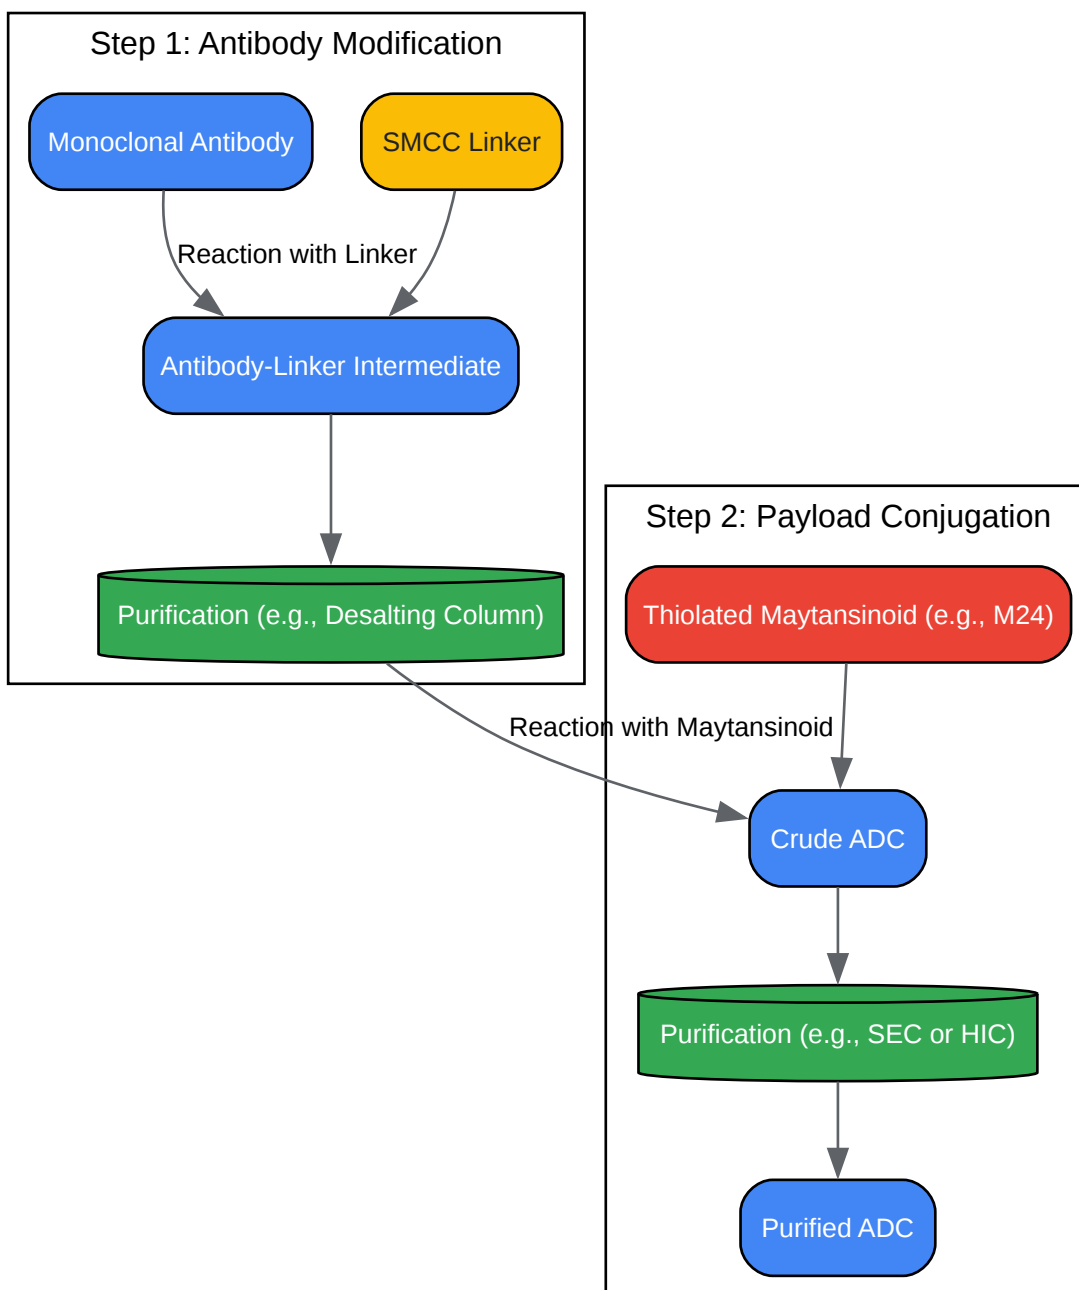 Step 1: Antibody Modification
Monoclonal Antibody
SMCC Linker
Reaction with Linker
Antibody-Linker Intermediate
Purification (e.g., Desalting Column)
Step 2: Payload Conjugation
Thiolated Maytansinoid (e.g., M24)
Reaction with Maytansinoid
Crude ADC
Purification (e.g., SEC or HIC)
Purified ADC